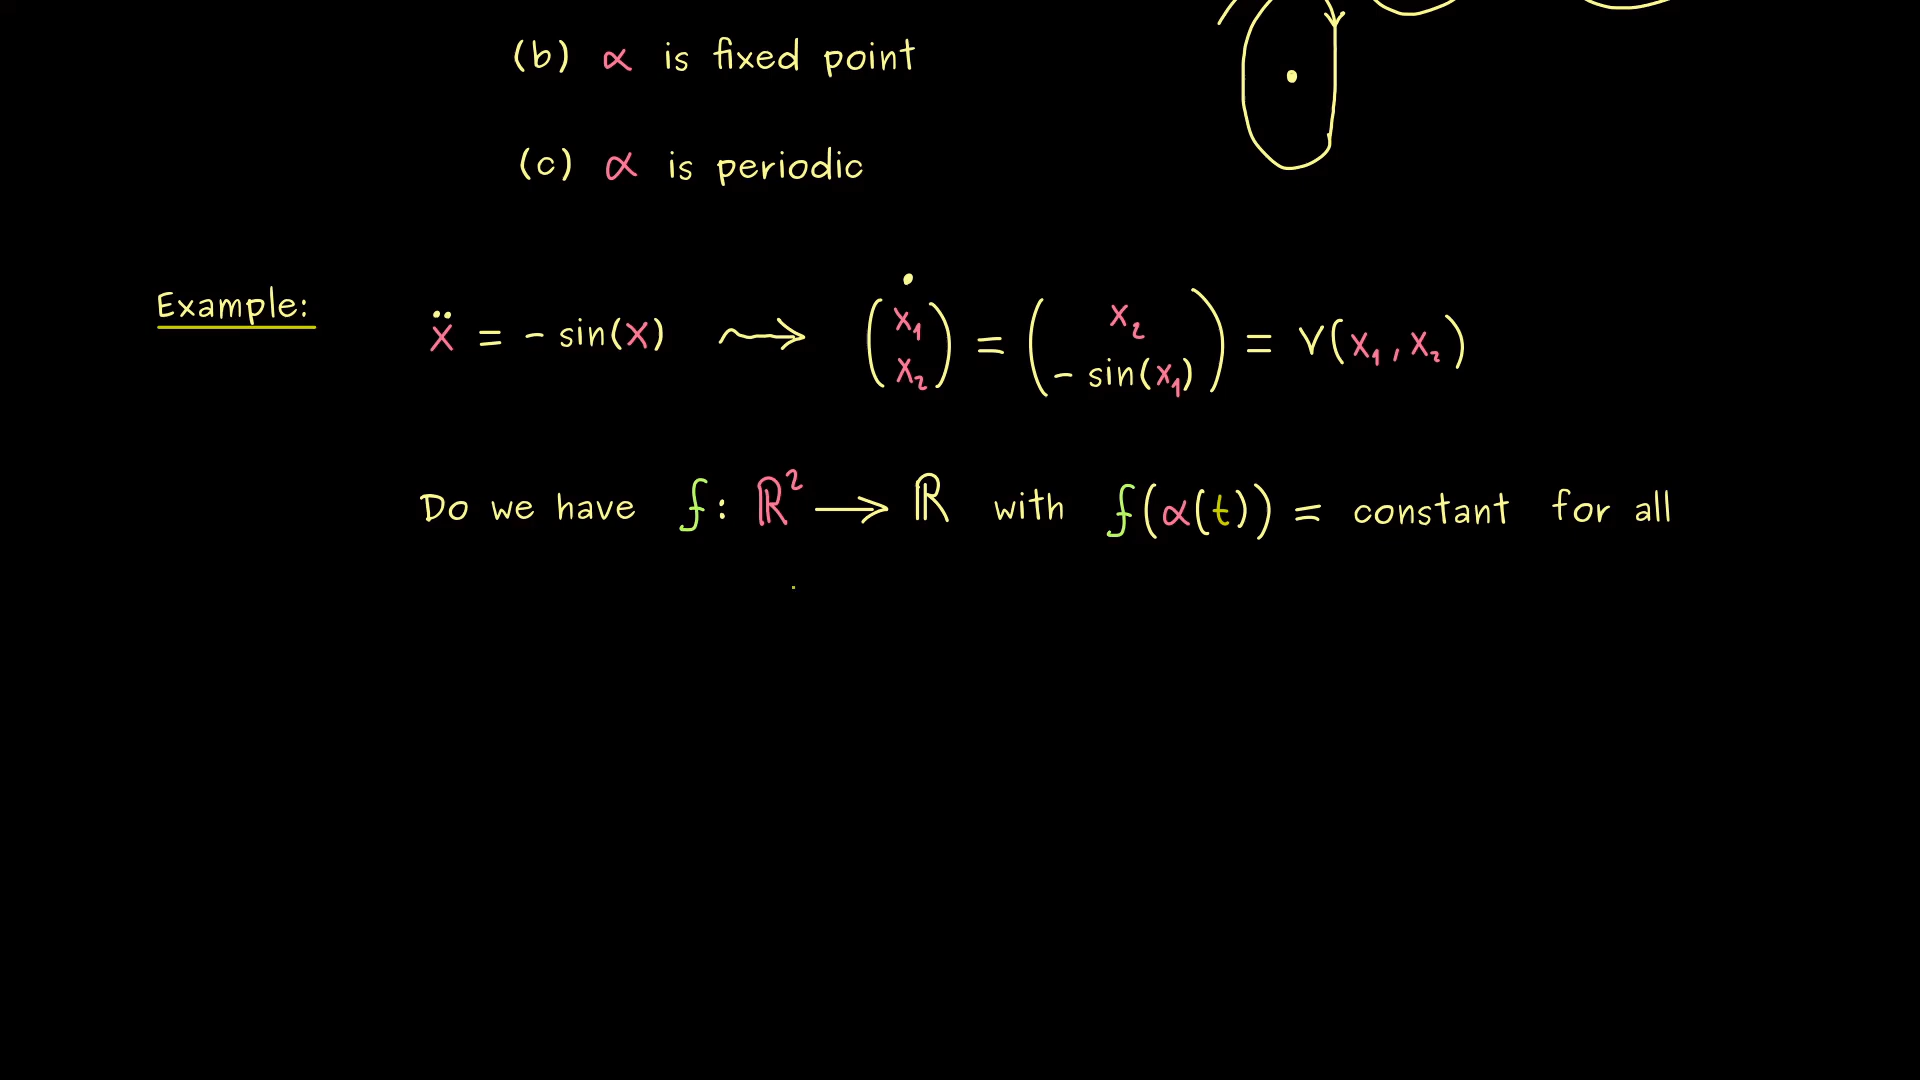 (b) α is fixed point
(c) α is periodic
Example: ẍ = - sin(x) ⇝ (x₁ x₂)˙ = (x₂ - sin(x₁)) = v(x₁, x₂)
Do we have f: ℝ² ⟶ ℝ with f(α(t)) = constant for all